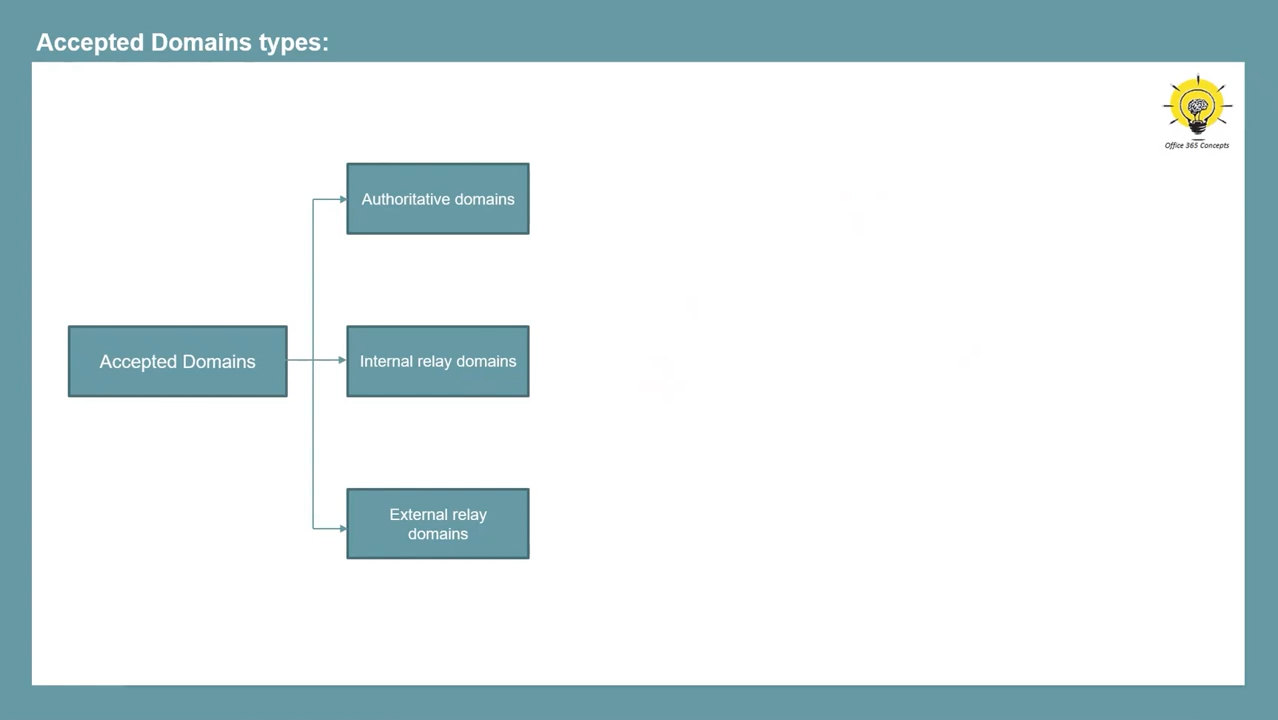 Accepted Domains types:
Office 365 Concepts
Authoritative domains
Accepted Domains
Internal relay domains
External relay
domains